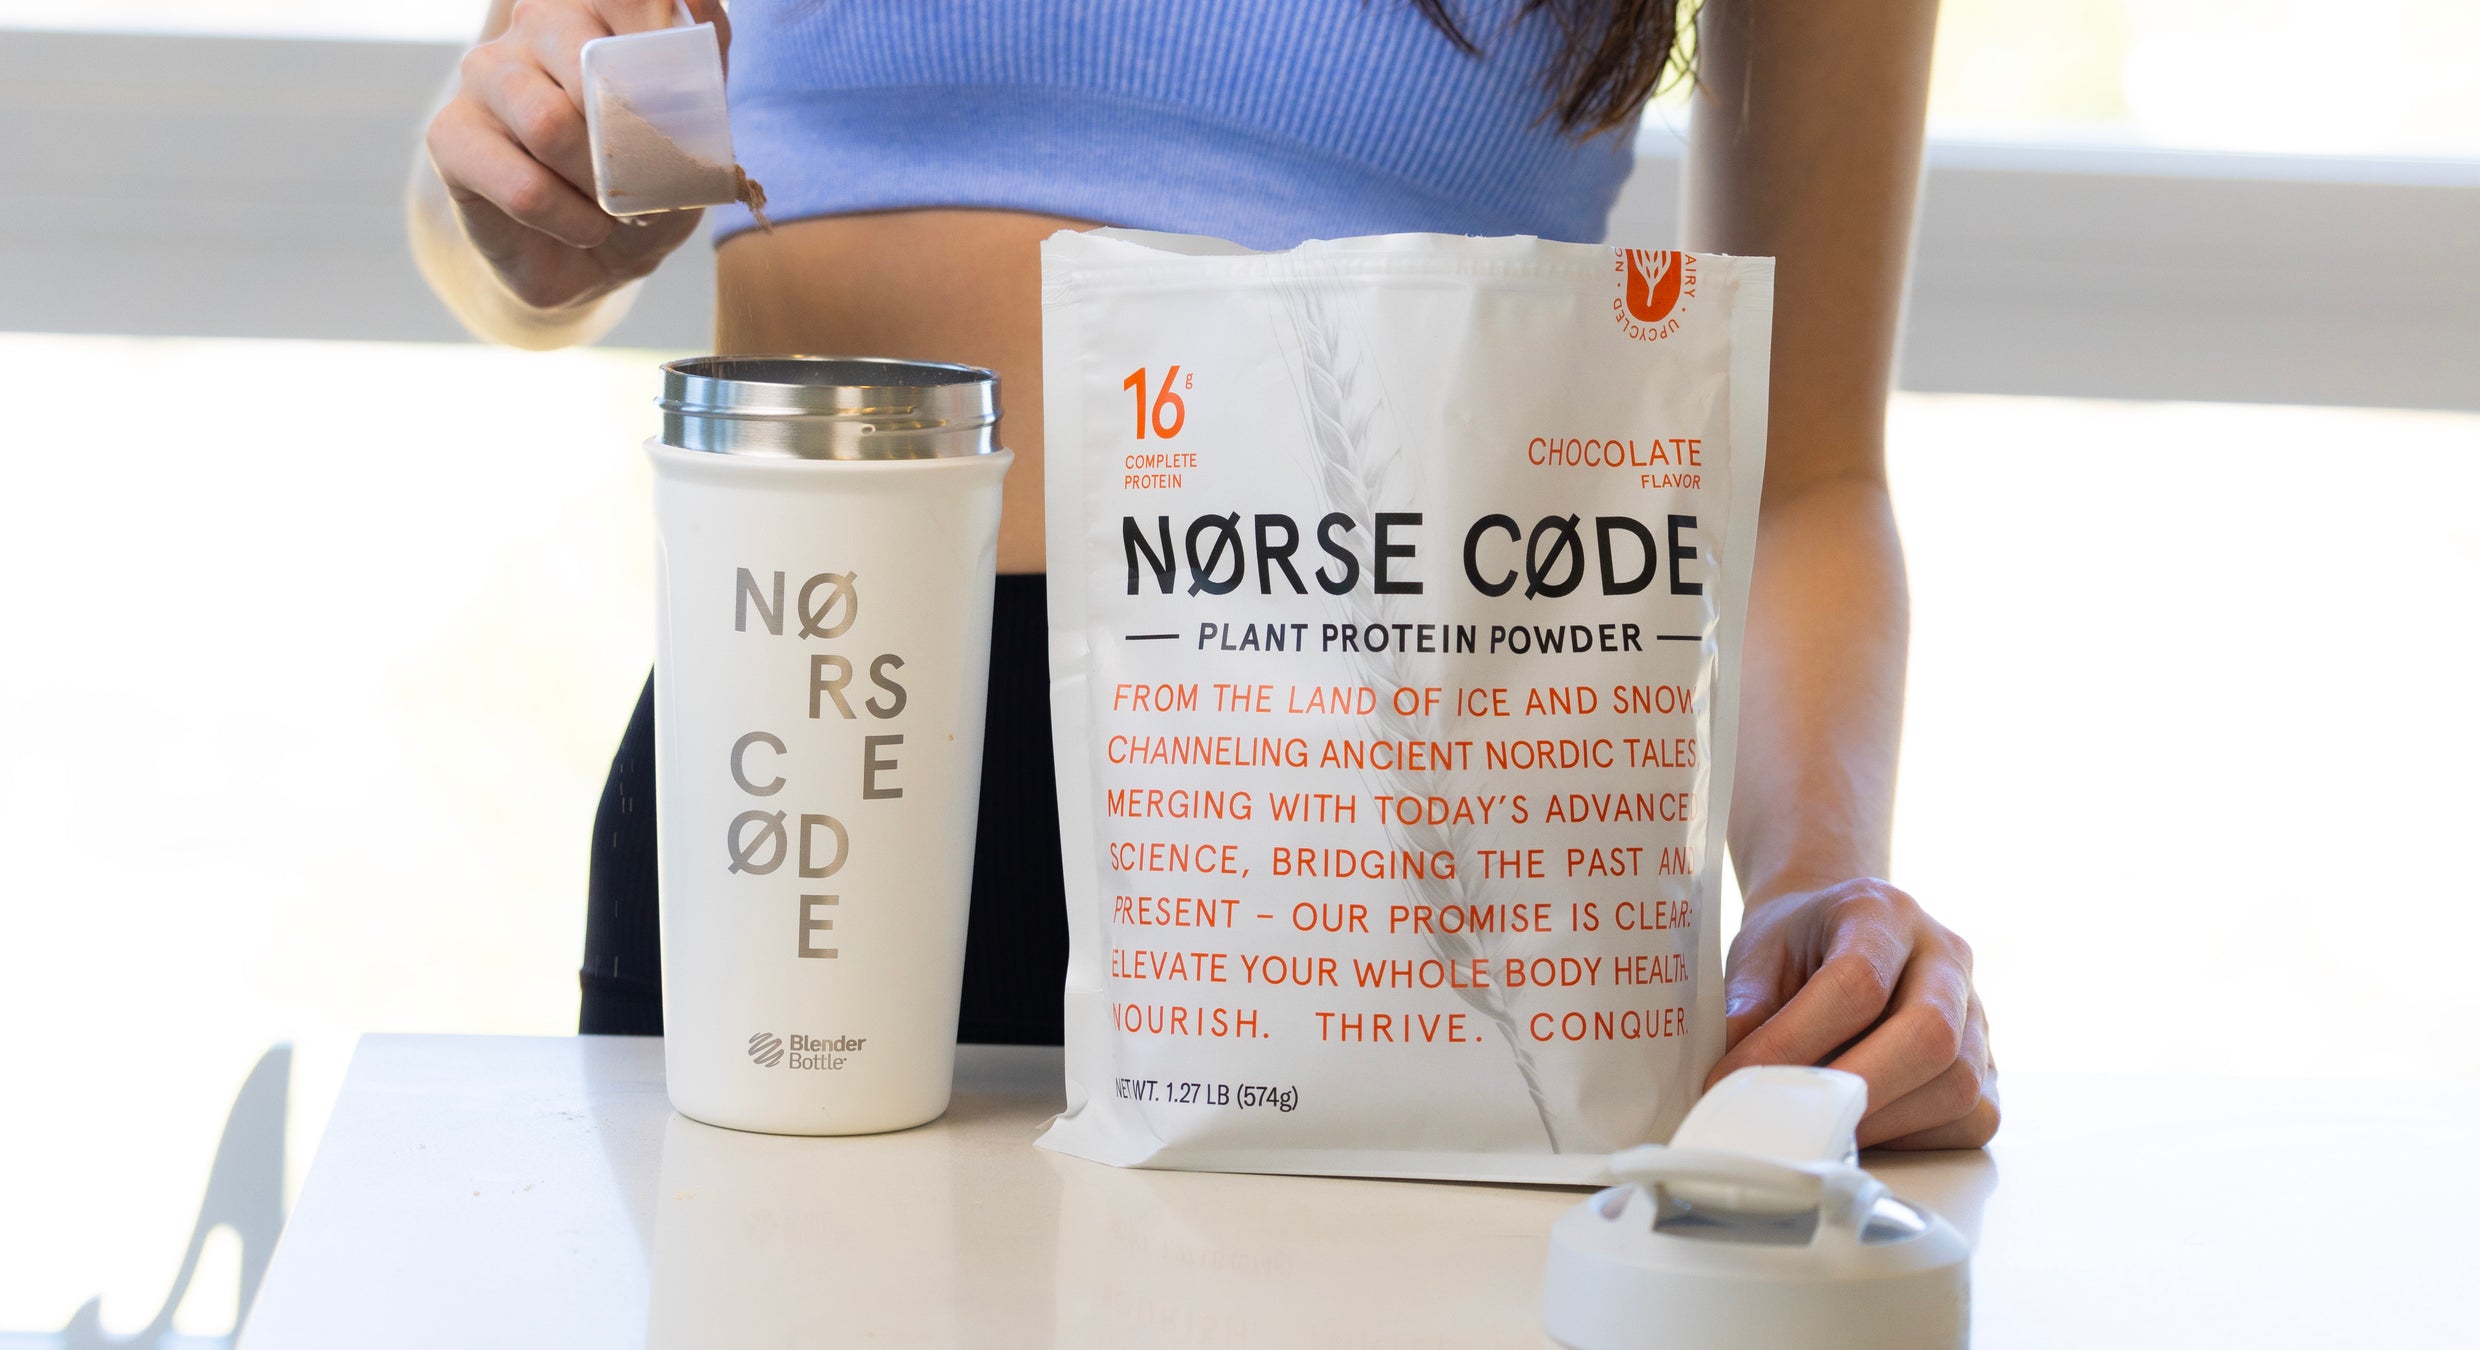 NØ
RS
C E
ØD
E
Blender
Bottle
UPCYCLED
16g
COMPLETE
PROTEIN
CHOCOLATE
FLAVOR
NØRSE CØDE
PLANT PROTEIN POWDER
FROM THE LAND OF ICE AND SNOW,
CHANNELING ANCIENT NORDIC TALES,
MERGING WITH TODAY'S ADVANCED
SCIENCE, BRIDGING THE PAST AND
PRESENT – OUR PROMISE IS CLEAR:
ELEVATE YOUR WHOLE BODY HEALTH.
NOURISH. THRIVE. CONQUER.
NET WT. 1.27 LB (574g)